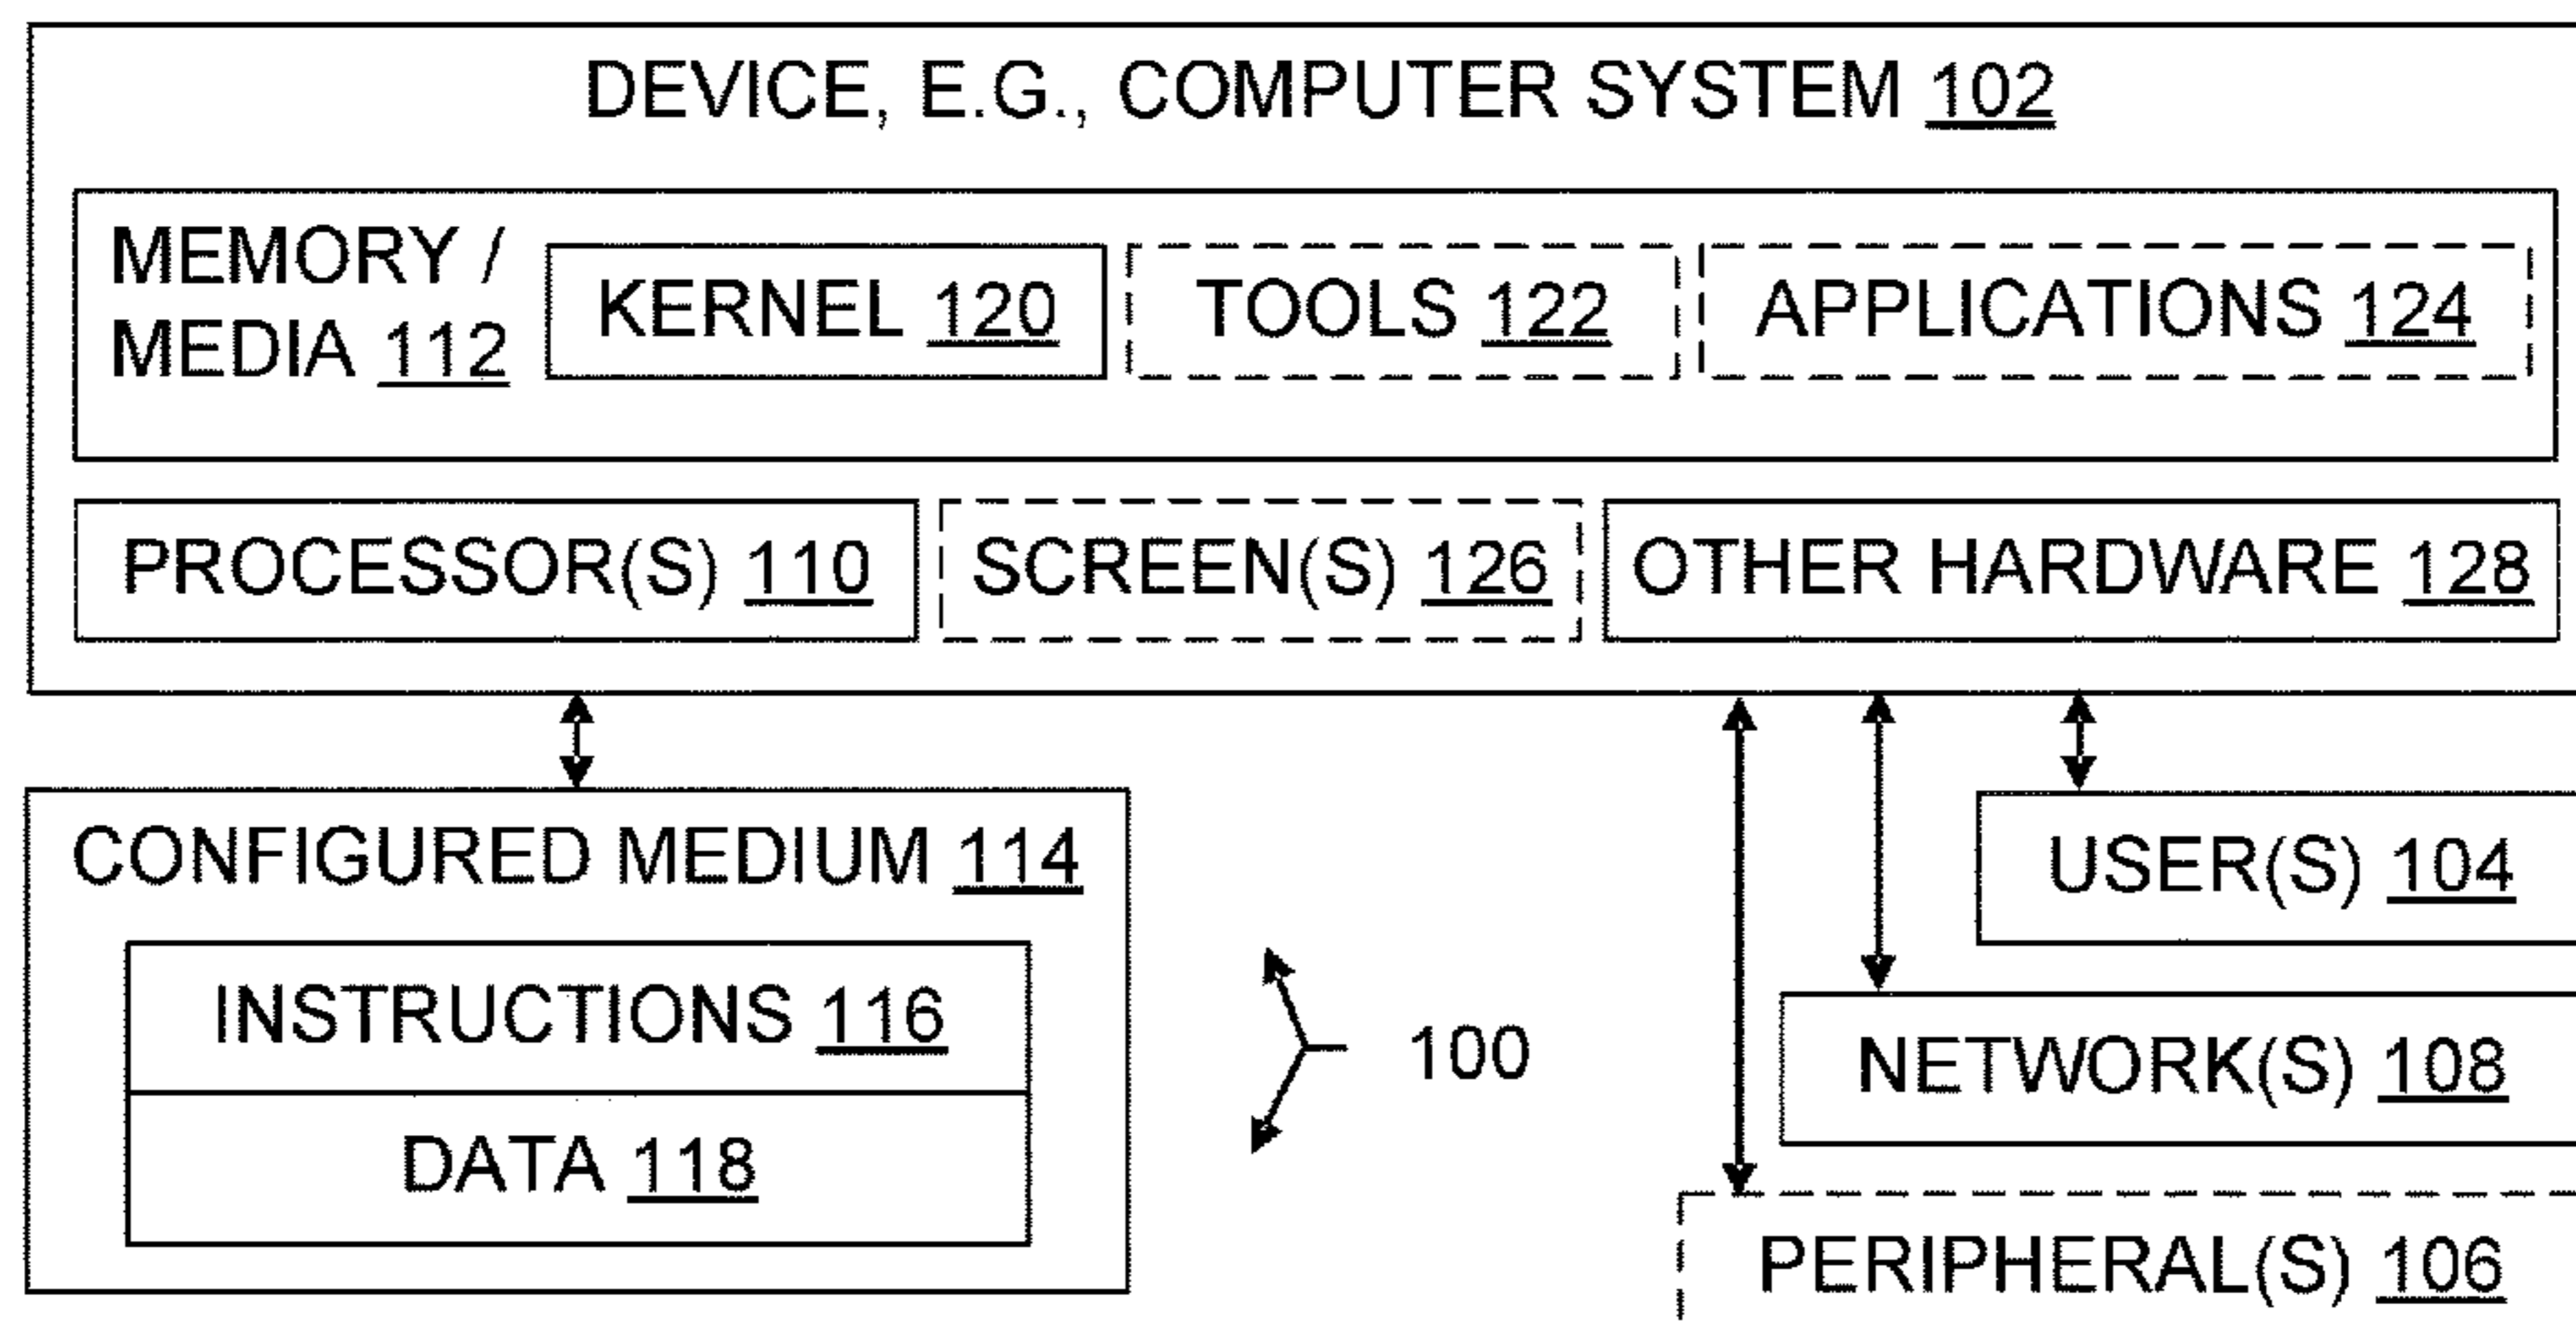 DEVICE, E.G., COMPUTER SYSTEM 102
MEMORY /
MEDIA 112
KERNEL 120
TOOLS 122
APPLICATIONS 124
PROCESSOR(S) 110
SCREEN(S) 126
OTHER HARDWARE 128
CONFIGURED MEDIUM 114
INSTRUCTIONS 116
DATA 118
100
USER(S) 104
NETWORK(S) 108
PERIPHERAL(S) 106